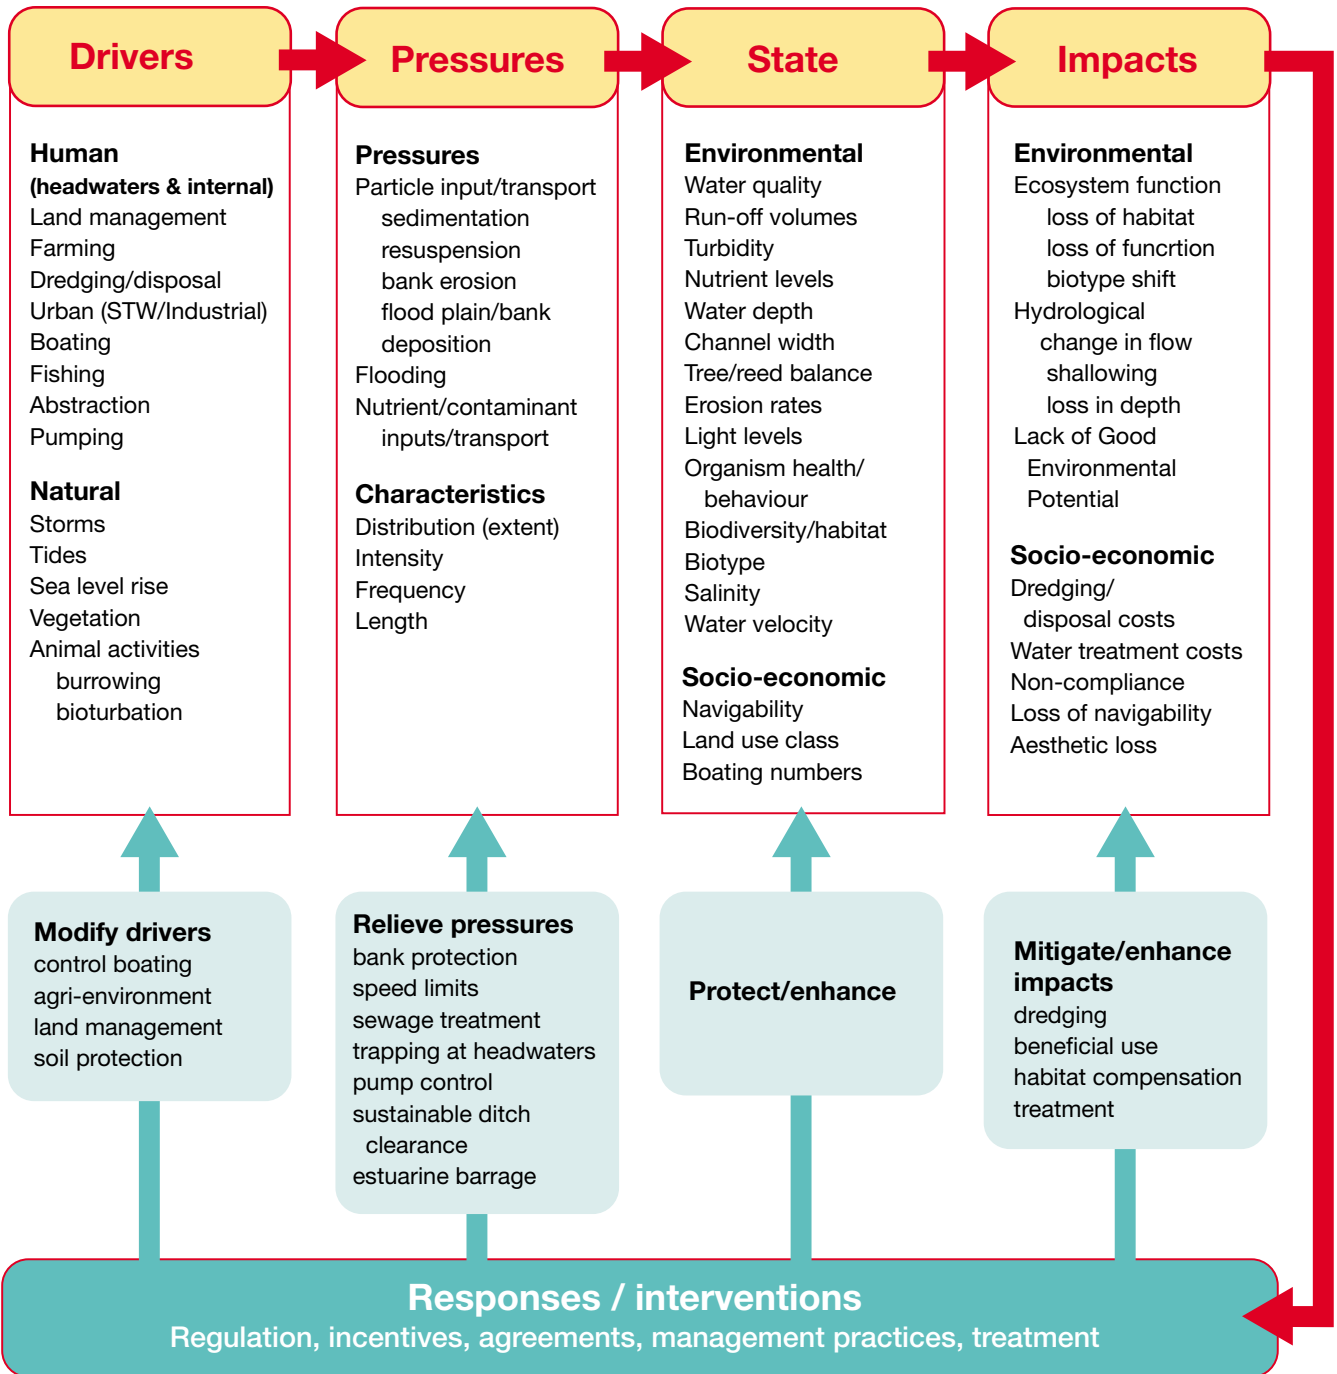 Drivers
Pressures
State
Impacts
Human
(headwaters & internal)
Land management
Farming
Dredging/disposal
Urban (STW/Industrial)
Boating
Fishing
Abstraction
Pumping
Natural
Storms
Tides
Sea level rise
Vegetation
Animal activities
burrowing
bioturbation
Pressures
Particle input/transport
sedimentation
resuspension
bank erosion
flood plain/bank
deposition
Flooding
Nutrient/contaminant
inputs/transport
Characteristics
Distribution (extent)
Intensity
Frequency
Length
Environmental
Water quality
Run-off volumes
Turbidity
Nutrient levels
Water depth
Channel width
Tree/reed balance
Erosion rates
Light levels
Organism health/
behaviour
Biodiversity/habitat
Biotype
Salinity
Water velocity
Socio-economic
Navigability
Land use class
Boating numbers
Environmental
Ecosystem function
loss of habitat
loss of funcrtion
biotype shift
Hydrological
change in flow
shallowing
loss in depth
Lack of Good
Environmental
Potential
Socio-economic
Dredging/
disposal costs
Water treatment costs
Non-compliance
Loss of navigability
Aesthetic loss
Modify drivers
control boating
agri-environment
land management
soil protection
Relieve pressures
bank protection
speed limits
sewage treatment
trapping at headwaters
pump control
sustainable ditch
clearance
estuarine barrage
Protect/enhance
Mitigate/enhance
impacts
dredging
beneficial use
habitat compensation
treatment
Responses / interventions
Regulation, incentives, agreements, management practices, treatment